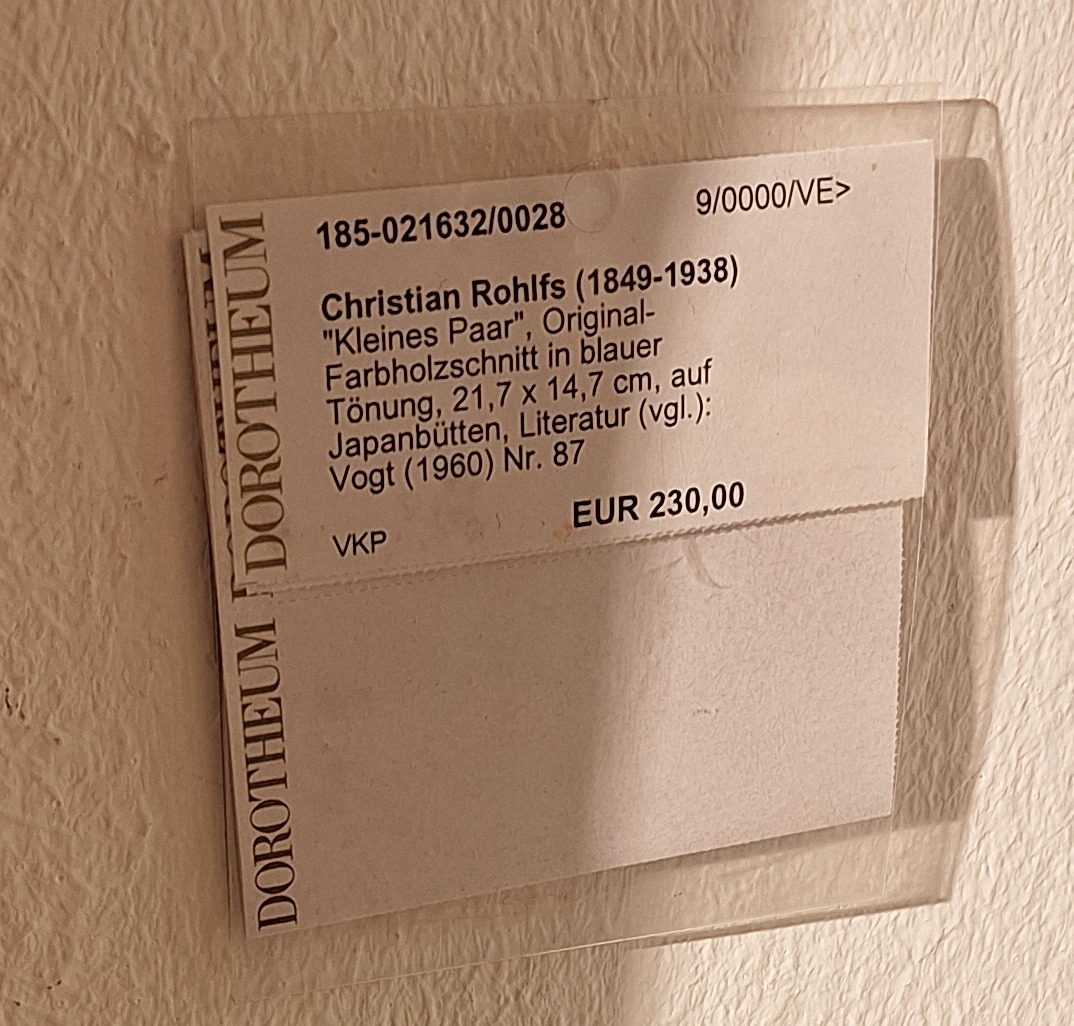 185-021632/0028 9/0000/VE>
Christian Rohlfs (1849-1938)
"Kleines Paar", Original-
Farbholzschnitt in blauer
Tönung, 21,7 x 14,7 cm, auf
Japanbütten, Literatur (vgl.):
Vogt (1960) Nr. 87
EUR 230,00
VKP
DOROTHEUM
DOROTHEUM